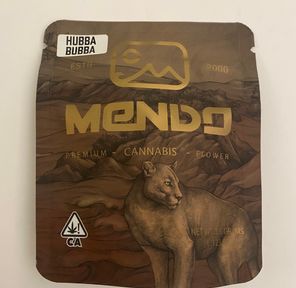 HUBBA
BUBBA
ESTD 2000
MENDO
PREMIUM - CANNABIS - FLOWER
CA